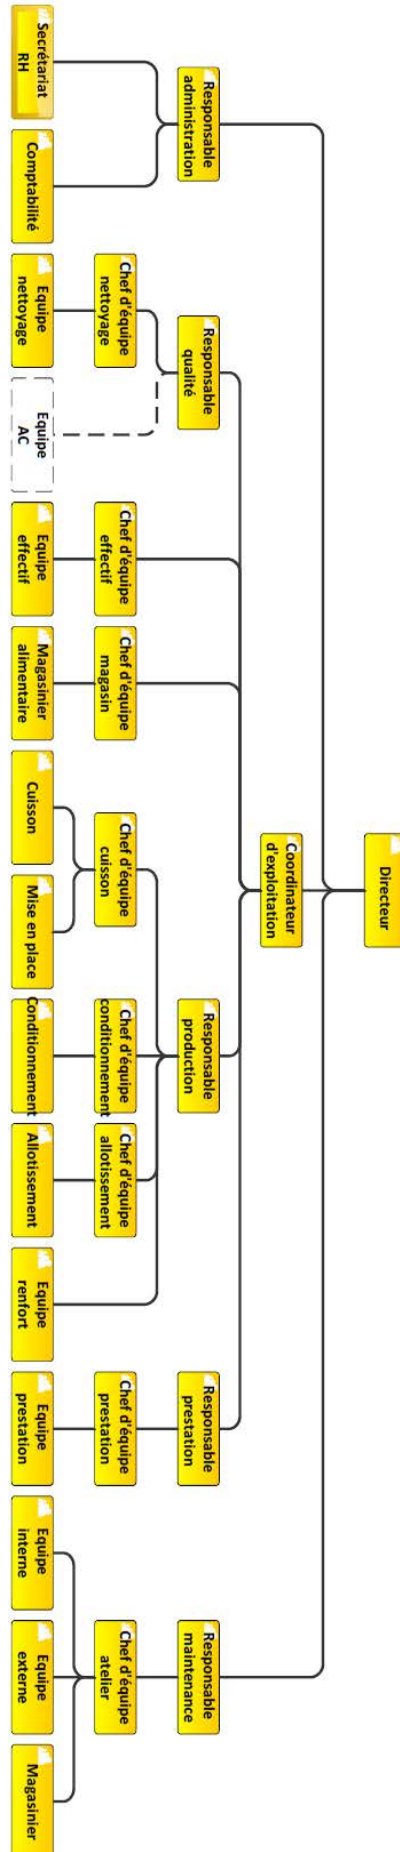 Directeur
Coordinateur
d'exploitation
Responsable
administration
Responsable
qualité
Responsable
production
Responsable
prestation
Responsable
maintenance
Chef d'équipe
nettoyage
Chef d'équipe
effectif
Chef d'équipe
magasin
Chef d'équipe
cuisson
Chef d'équipe
conditionnement
Chef d'équipe
allotissement
Chef d'équipe
prestation
Chef d'équipe
atelier
Secrétariat
RH
Comptabilité
Equipe
nettoyage
Equipe
AC
Equipe
effectif
Magasinier
alimentaire
Cuisson
Mise en place
Conditionnement
Allotissement
Equipe
renfort
Equipe
prestation
Equipe
interne
Equipe
externe
Magasinier